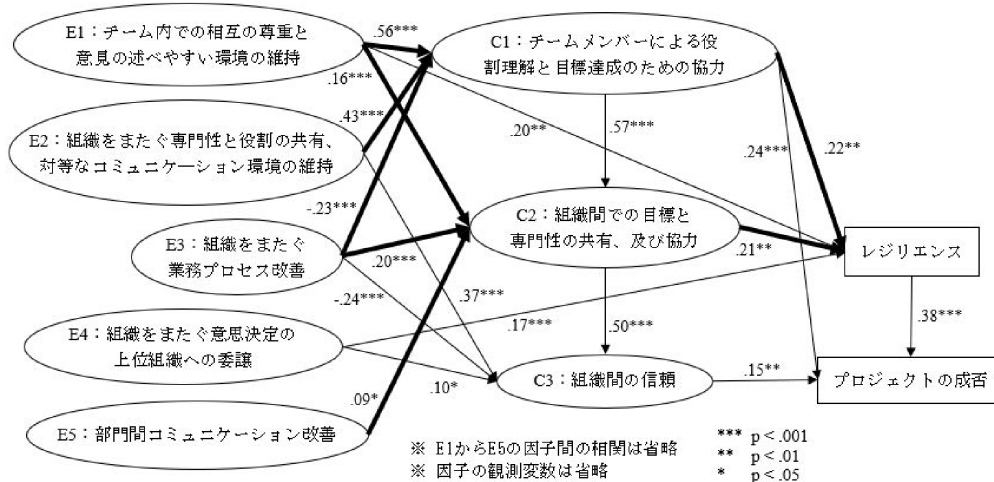 E1：チーム内での相互の尊重と
意見の述べやすい環境の維持
.56***
.16***
C1：チームメンバーによる役
割理解と目標達成のための協力
E2：組織をまたぐ専門性と役割の共有、
対等なコミュニケーション環境の維持
.43***
.57***
.20**
.24***
.22**
-.23***
E3：組織をまたぐ
業務プロセス改善
.20***
C2：組織間での目標と
専門性の共有、及び協力
.21**
レジリエンス
-.24***
.37***
.17***
.50***
.38***
E4：組織をまたぐ意思決定の
上位組織への委譲
.10*
C3：組織間の信頼
.15**
プロジェクトの成否
.09*
E5：部門間コミュニケーション改善
※ E1からE5の因子間の相関は省略
※ 因子の観測変数は省略
*** p < .001
** p < .01
* p < .05